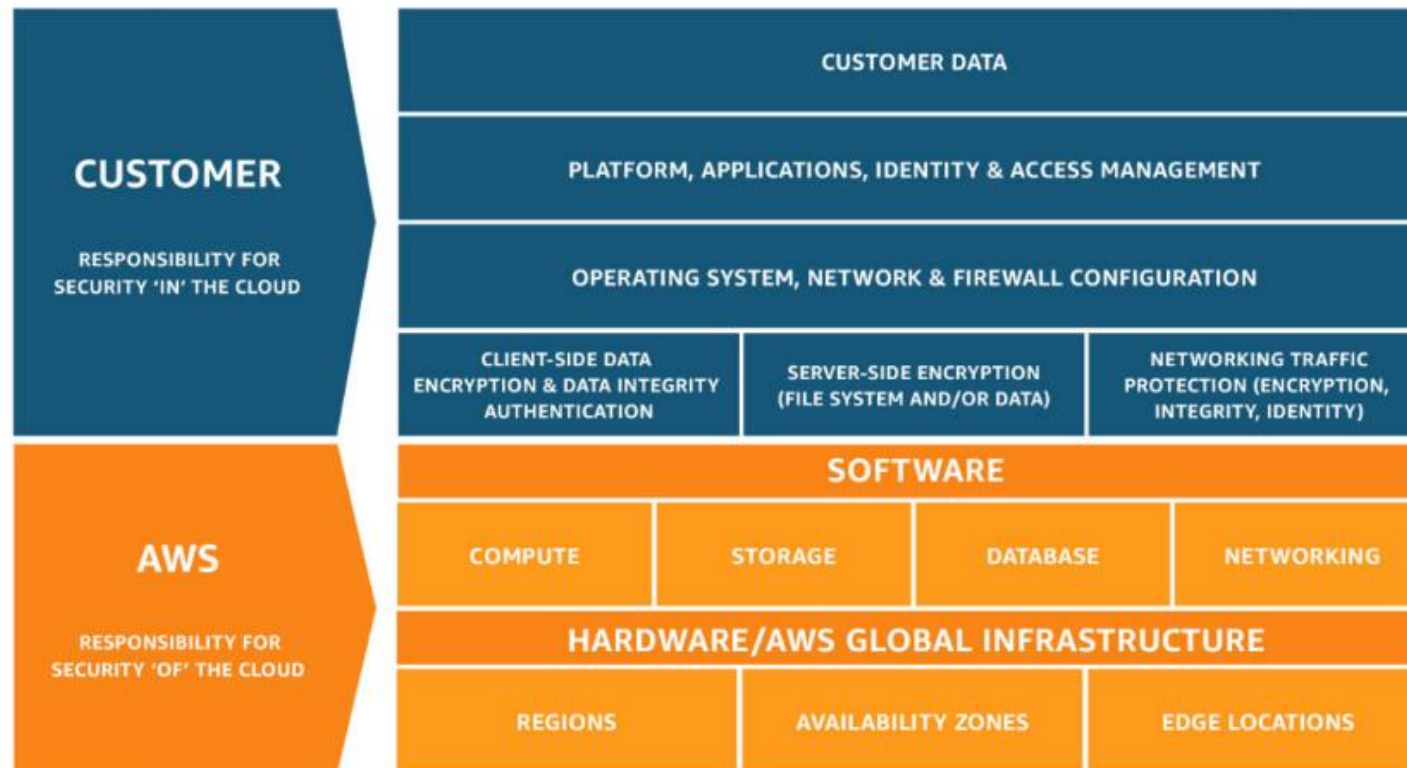 CUSTOMER
RESPONSIBILITY FOR
SECURITY ‘IN’ THE CLOUD
CUSTOMER DATA
PLATFORM, APPLICATIONS, IDENTITY & ACCESS MANAGEMENT
OPERATING SYSTEM, NETWORK & FIREWALL CONFIGURATION
CLIENT-SIDE DATA
ENCRYPTION & DATA INTEGRITY
AUTHENTICATION
SERVER-SIDE ENCRYPTION
(FILE SYSTEM AND/OR DATA)
NETWORKING TRAFFIC
PROTECTION (ENCRYPTION,
INTEGRITY, IDENTITY)
AWS
RESPONSIBILITY FOR
SECURITY ‘OF’ THE CLOUD
SOFTWARE
COMPUTE
STORAGE
DATABASE
NETWORKING
HARDWARE/AWS GLOBAL INFRASTRUCTURE
REGIONS
AVAILABILITY ZONES
EDGE LOCATIONS